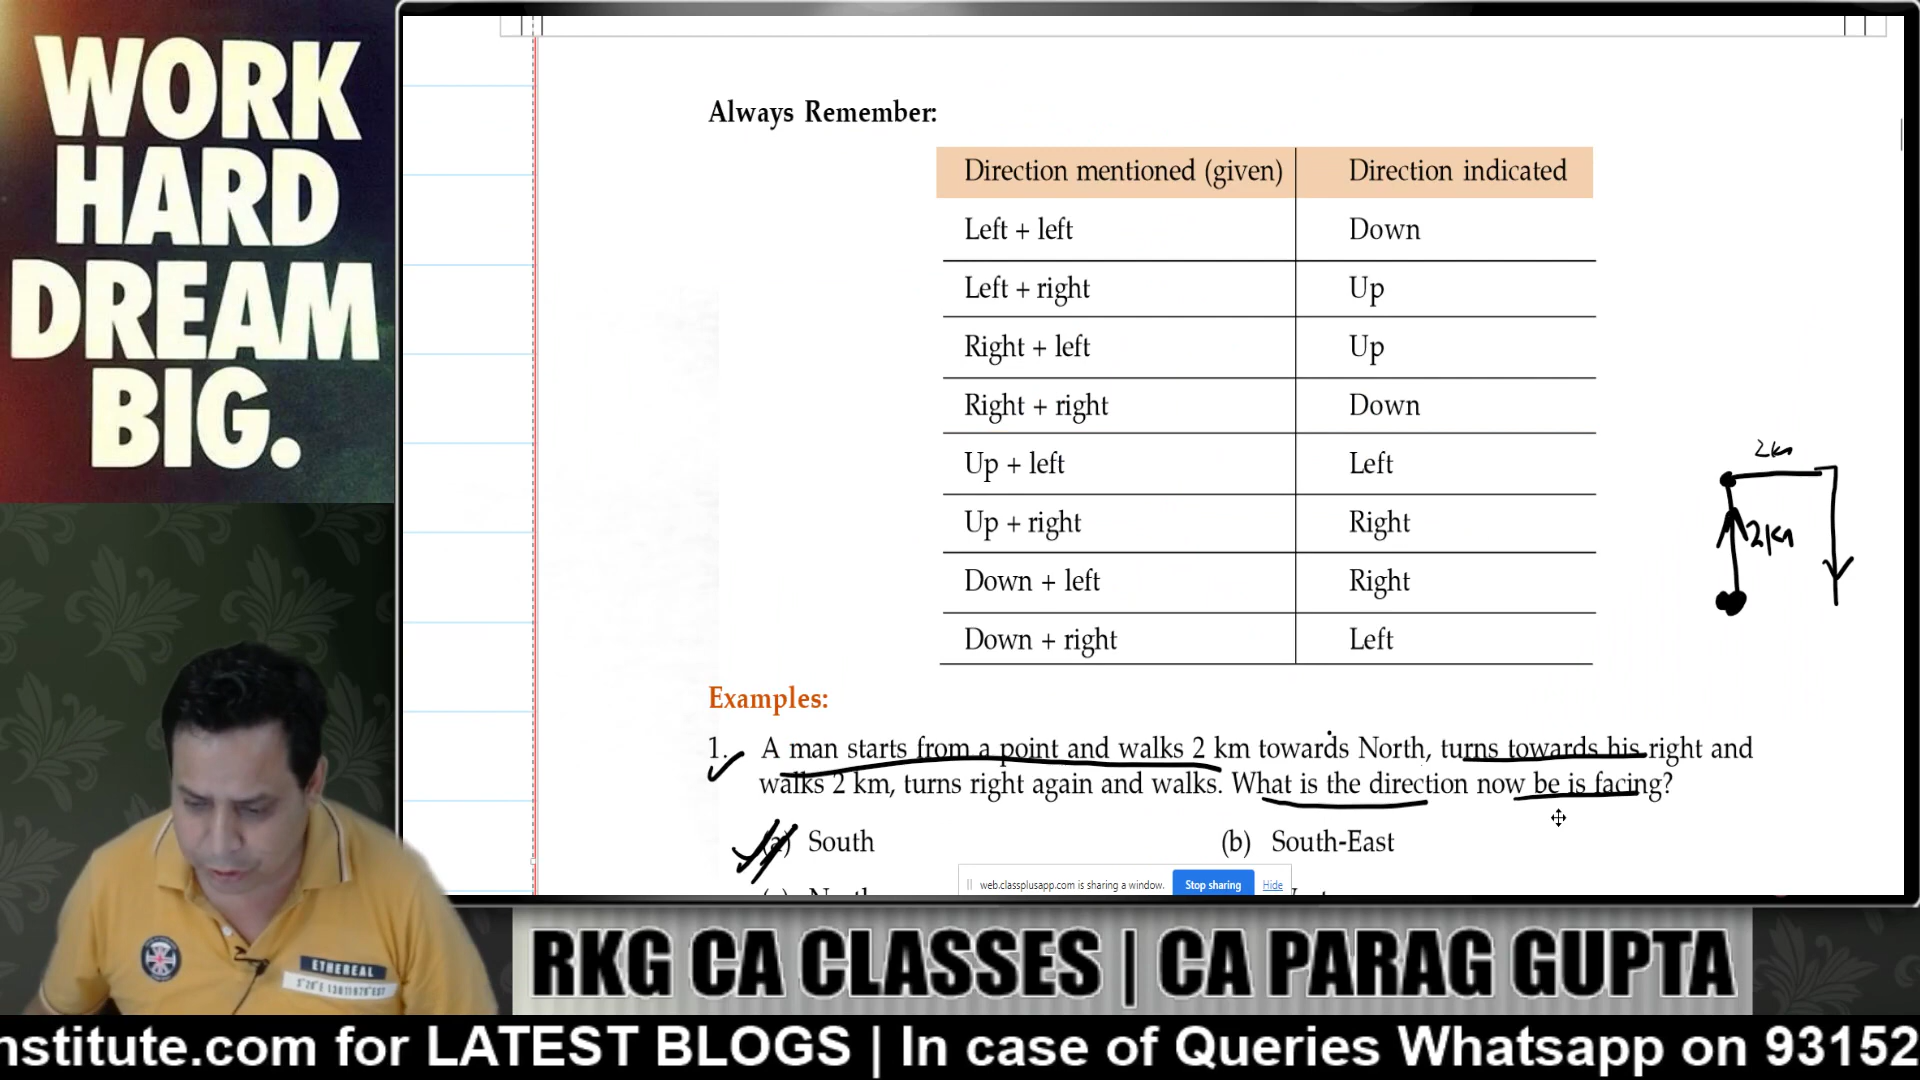 WORK
HARD
DREAM
BIG.
Always Remember:
Direction mentioned (given) Direction indicated
Left + left Down
Left + right Up
Right + left Up
Right + right Down
Up + left Left
Up + right Right
Down + left Right
Down + right Left
2km
2km
Examples:
1. A man starts from a point and walks 2 km towards North, turns towards his right and
walks 2 km, turns right again and walks. What is the direction now be is facing?
(a) South (b) South-East
web.classplusapp.com is sharing a window. Stop sharing Hide
ETHEREAL
RKG CA CLASSES | CA PARAG GUPTA
nstitute.com for LATEST BLOGS | In case of Queries Whatsapp on 93152